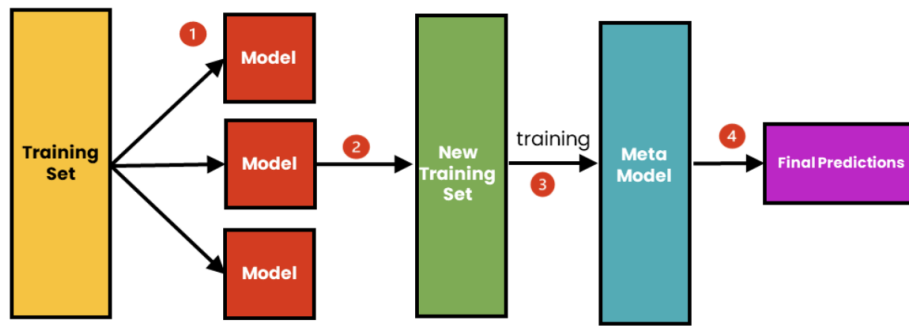 1
Model
Training
Set
Model
2
New
Training
Set
training
3
Meta
Model
4
Final Predictions
Model